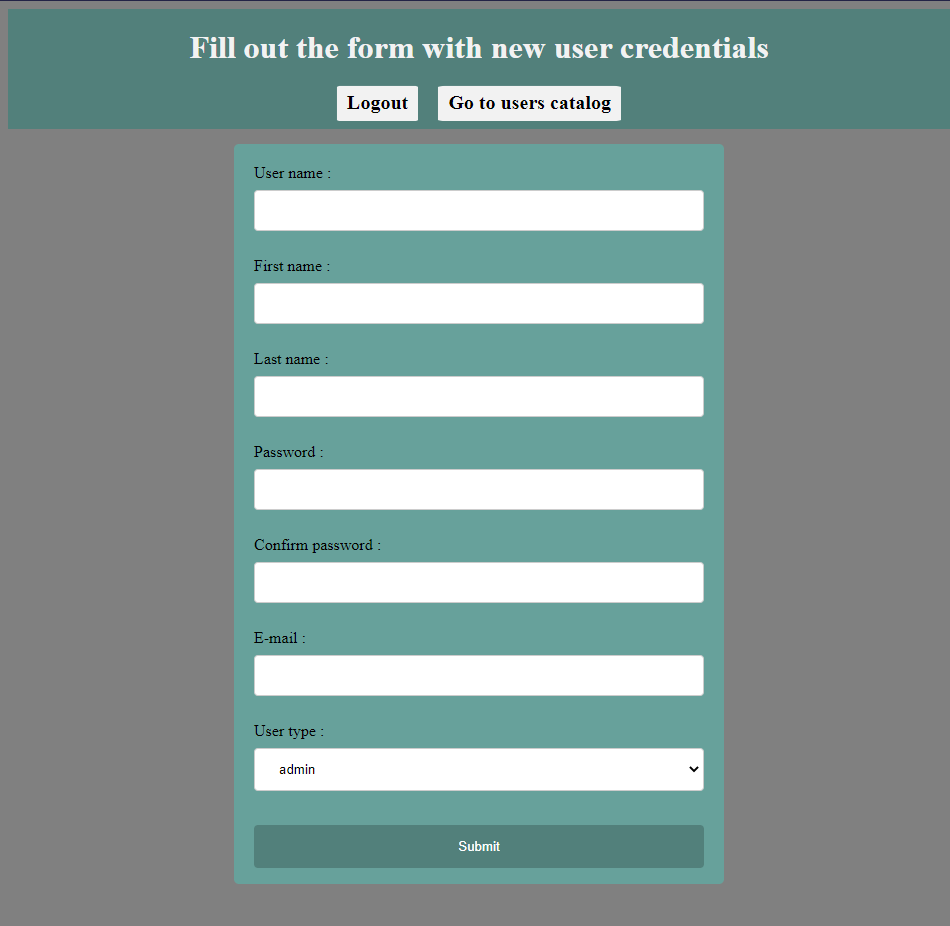 Fill out the form with new user credentials
Logout Go to users catalog
User name :
First name :
Last name :
Password :
Confirm password :
E-mail :
User type :
admin
Submit